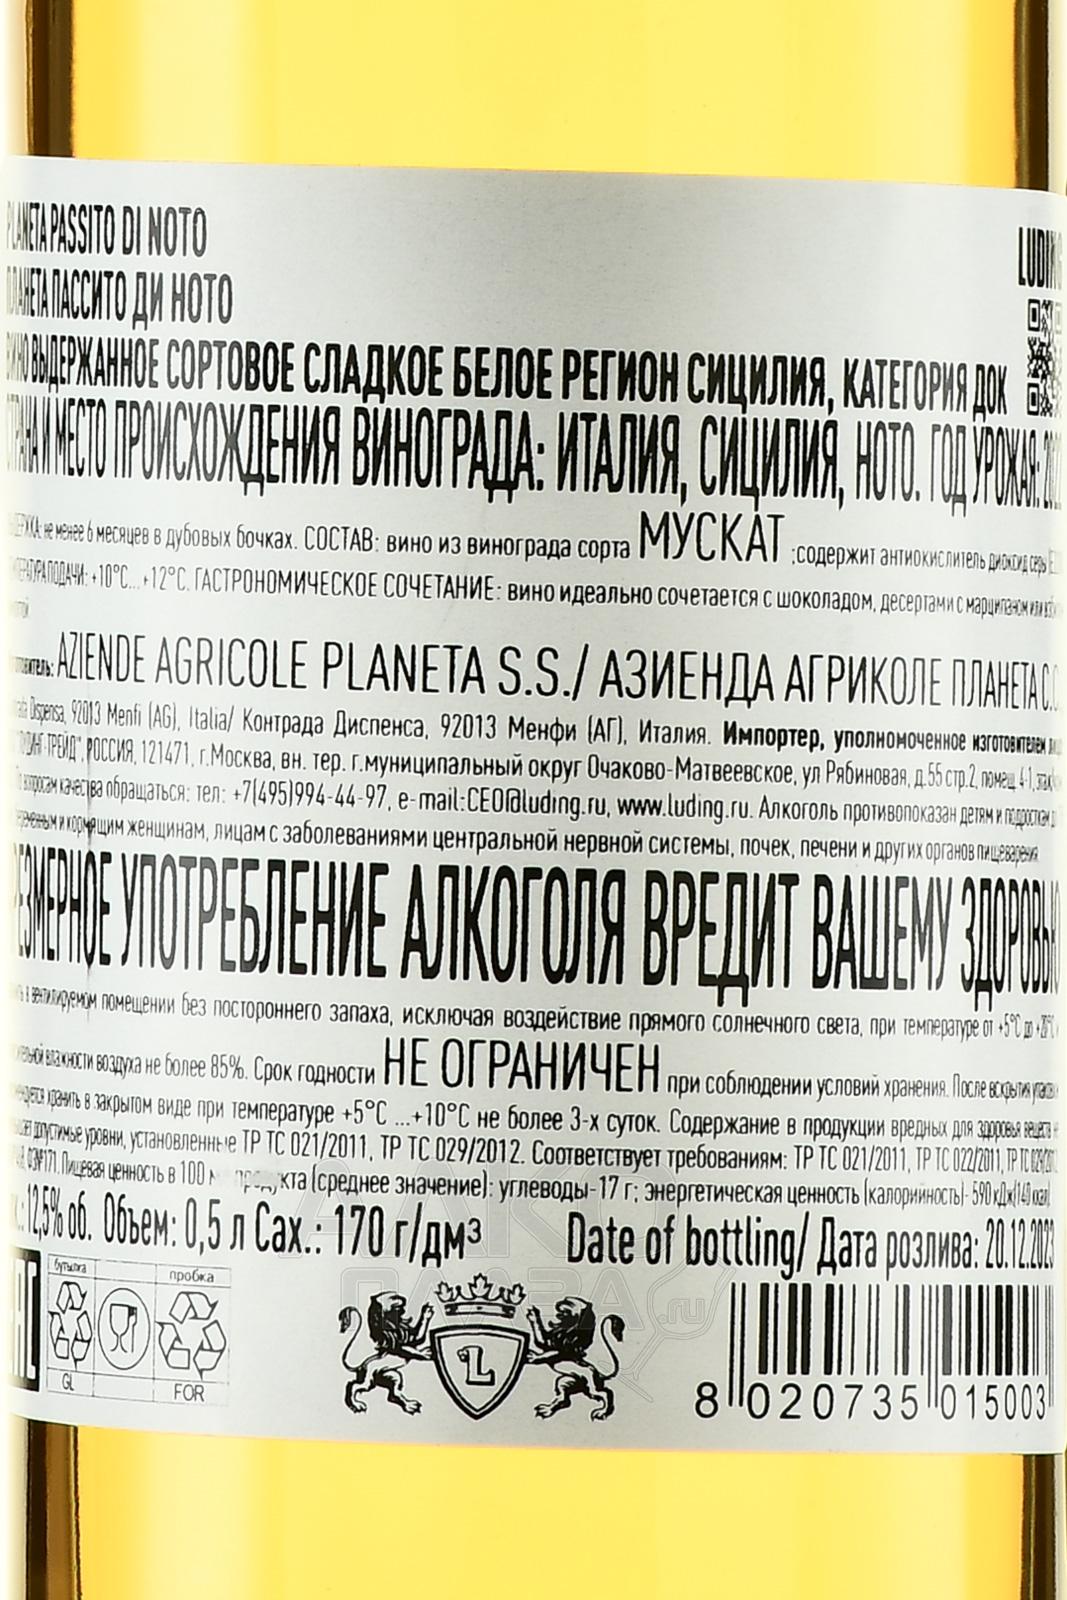 PLANETA PASSITO DI NOTO
LUDING
ПЛАНЕТА ПАССИТО ДИ НОТО
ВИНО ВЫДЕРЖАННОЕ СОРТОВОЕ СЛАДКОЕ БЕЛОЕ РЕГИОН СИЦИЛИЯ, КАТЕГОРИЯ ДОК
СТРАНА И МЕСТО ПРОИСХОЖДЕНИЯ ВИНОГРАДА: ИТАЛИЯ, СИЦИЛИЯ, НОТО. ГОД УРОЖАЯ:
не менее 6 месяцев в дубовых бочках. СОСТАВ: вино из винограда сорта МУСКАТ ;содержит антиокислитель диоксид серы
ТЕМПЕРАТУРА ПОДАЧИ: +10°C...+12°C. ГАСТРОНОМИЧЕСКОЕ СОЧЕТАНИЕ: вино идеально сочетается с шоколадом, десертами с марципаном или
AZIENDE AGRICOLE PLANETA S.S./ АЗИЕНДА АГРИКОЛЕ ПЛАНЕТА С.С.
Dispensa, 92013 Menfi (AG), Italia/ Контрада Диспенса, 92013 Менфи (АГ), Италия. Импортер, уполномоченное изготовителем
РОССИЯ, 121471, г.Москва, вн. тер. г.муниципальный округ Очаково-Матвеевское, ул Рябиновая, д.55 стр.2, помещ. 4-1,
По вопросам качества обращаться: тел: +7(495)994-44-97, e-mail:CEO@luding.ru, www.luding.ru. Алкоголь противопоказан детям и подросткам
и кормящим женщинам, лицам с заболеваниями центральной нервной системы, почек, печени и других органов пищеварения
ЧРЕЗМЕРНОЕ УПОТРЕБЛЕНИЕ АЛКОГОЛЯ ВРЕДИТ ВАШЕМУ ЗДОРОВЬЮ
в вентилируемом помещении без постороннего запаха, исключая воздействие прямого солнечного света, при температуре от +5°C до +20°C
влажности воздуха не более 85%. Срок годности НЕ ОГРАНИЧЕН при соблюдении условий хранения. После вскрытия
хранить в закрытом виде при температуре +5°C ...+10°C не более 3-х суток. Содержание в продукции вредных для здоровья веществ не
допустимые уровни, установленные ТР ТС 021/2011, ТР ТС 029/2012. Соответствует требованиям: ТР ТС 021/2011, ТР ТС 022/2011, ТР ТС
Пищевая ценность в 100 продукта (среднее значение): углеводы-17 г; энергетическая ценность (калорийность)- 590 кДж(140 ккал)
12,5% об. Объем: 0,5 л Сах.: 170 г/дм³ Date of bottling/ Дата розлива: 20.12.2023
бутылка пробка
GL FOR
L
8 020735 015003
АЛКО
ПЛАЗА.ru